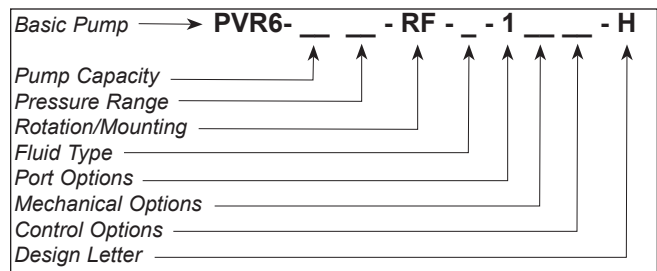 Basic Pump PVR6- __ __ - RF - _ - 1 __ __ - H
Pump Capacity
Pressure Range
Rotation/Mounting
Fluid Type
Port Options
Mechanical Options
Control Options
Design Letter